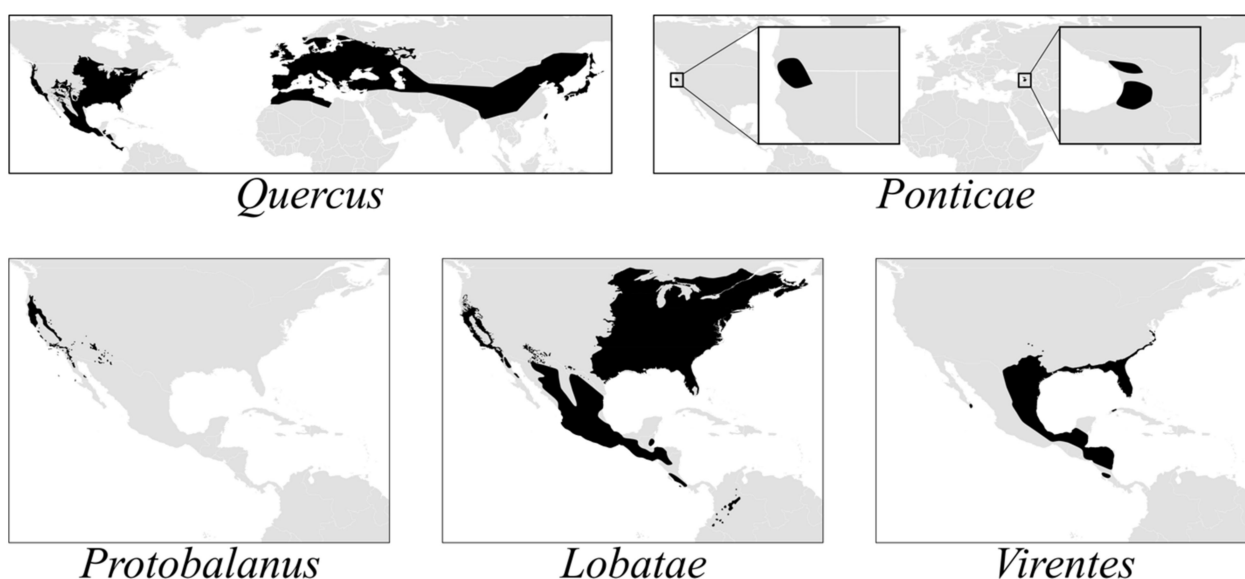 Quercus
Ponticae
Protobalanus
Lobatae
Virentes